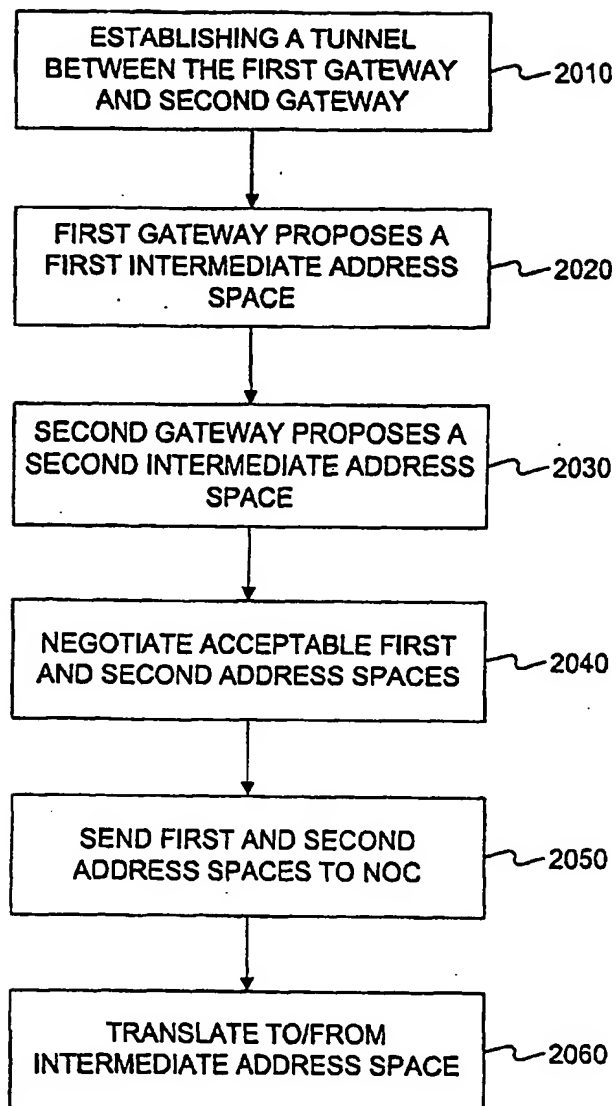 ESTABLISHING A TUNNEL
BETWEEN THE FIRST GATEWAY
AND SECOND GATEWAY
2010
FIRST GATEWAY PROPOSES A
FIRST INTERMEDIATE ADDRESS
SPACE
2020
SECOND GATEWAY PROPOSES A
SECOND INTERMEDIATE ADDRESS
SPACE
2030
NEGOTIATE ACCEPTABLE FIRST
AND SECOND ADDRESS SPACES
2040
SEND FIRST AND SECOND
ADDRESS SPACES TO NOC
2050
TRANSLATE TO/FROM
INTERMEDIATE ADDRESS SPACE
2060